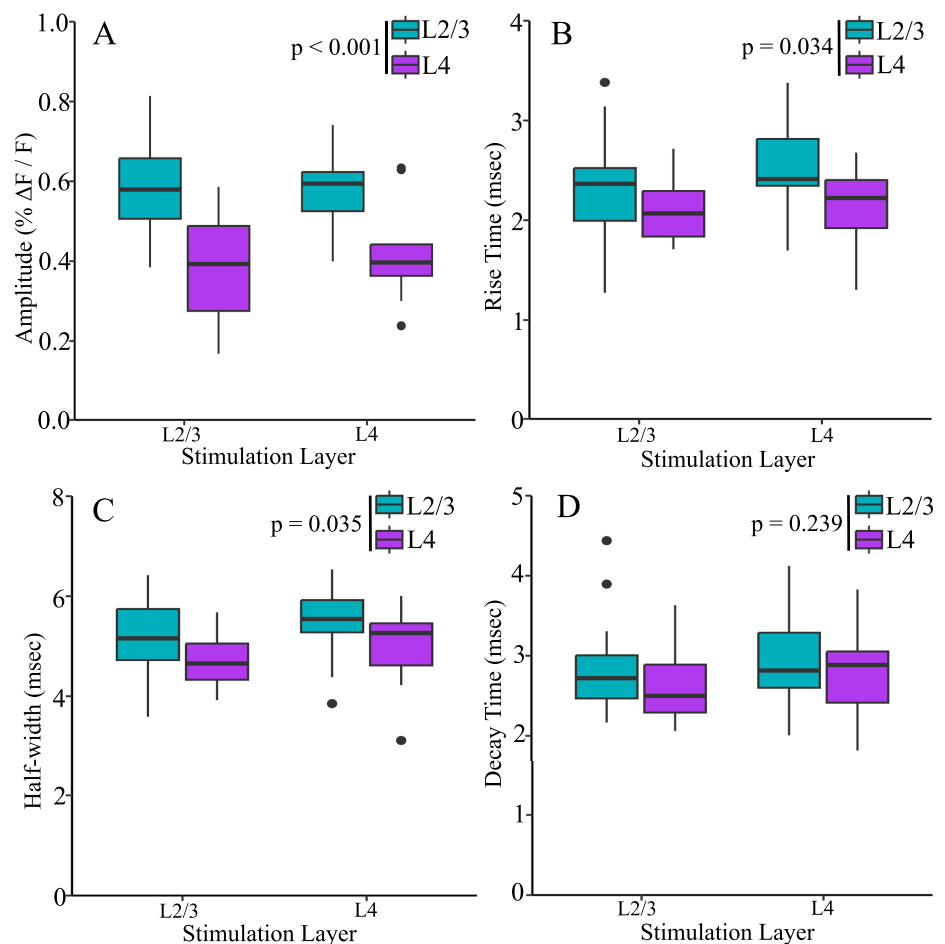 A
p < 0.001
L2/3
L4
1.0
0.8
0.6
0.4
0.2
0.0
Amplitude (% ΔF / F)
L2/3
L4
Stimulation Layer
B
p = 0.034
L2/3
L4
4
3
2
1
0
Rise Time (msec)
L2/3
L4
Stimulation Layer
C
p = 0.035
L2/3
L4
8
6
4
2
0
Half-width (msec)
L2/3
L4
Stimulation Layer
D
p = 0.239
L2/3
L4
5
4
3
2
1
0
Decay Time (msec)
L2/3
L4
Stimulation Layer